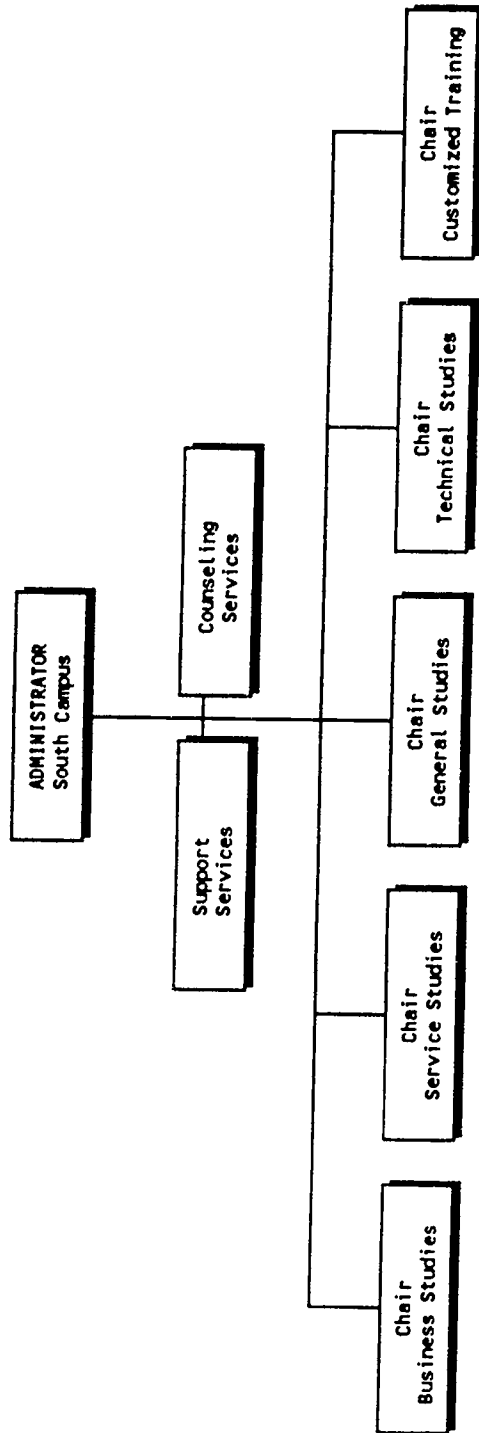 ADMINISTRATOR
South Campus
Support
Services
Counseling
Services
Chair
Business Studies
Chair
Service Studies
Chair
General Studies
Chair
Technical Studies
Chair
Customized Training